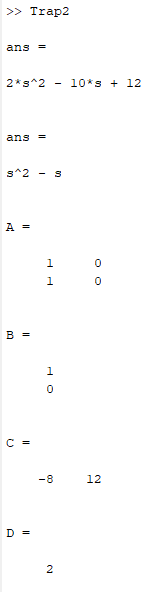 >> Trap2
ans =
2*s^2 - 10*s + 12
ans =
s^2 - s
A =
1 0
1 0
B =
1
0
C =
-8 12
D =
2